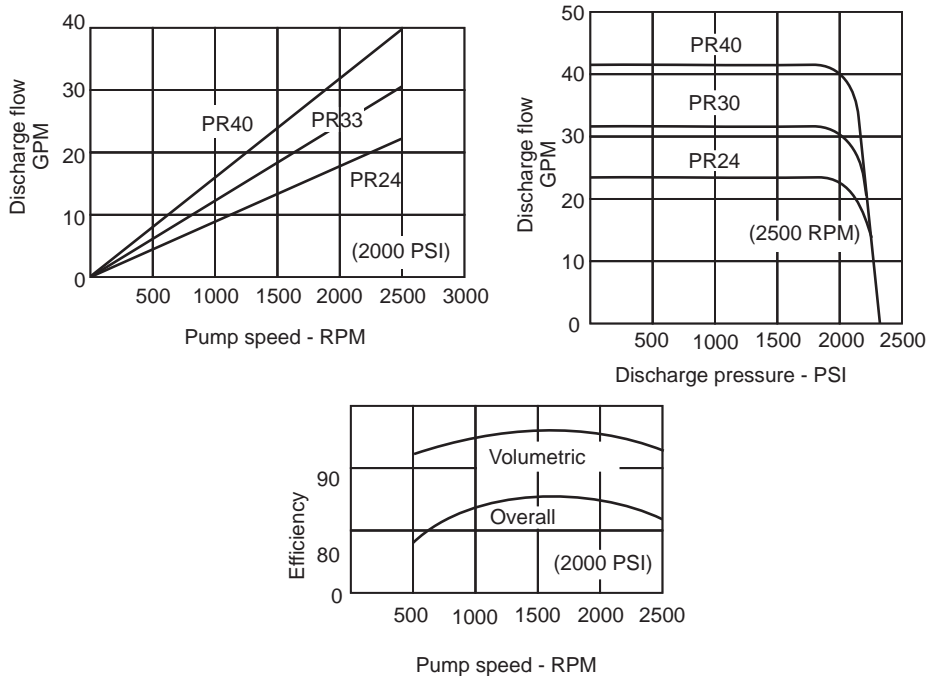 40
30
20
10
0
Discharge flow
GPM
PR40
PR33
PR24
(2000 PSI)
500 1000 1500 2000 2500 3000
Pump speed - RPM
50
40
30
20
10
0
Discharge flow
GPM
PR40
PR30
PR24
(2500 RPM)
500 1000 1500 2000 2500
Discharge pressure - PSI
90
80
0
Efficiency
Volumetric
Overall
(2000 PSI)
500 1000 1500 2000 2500
Pump speed - RPM